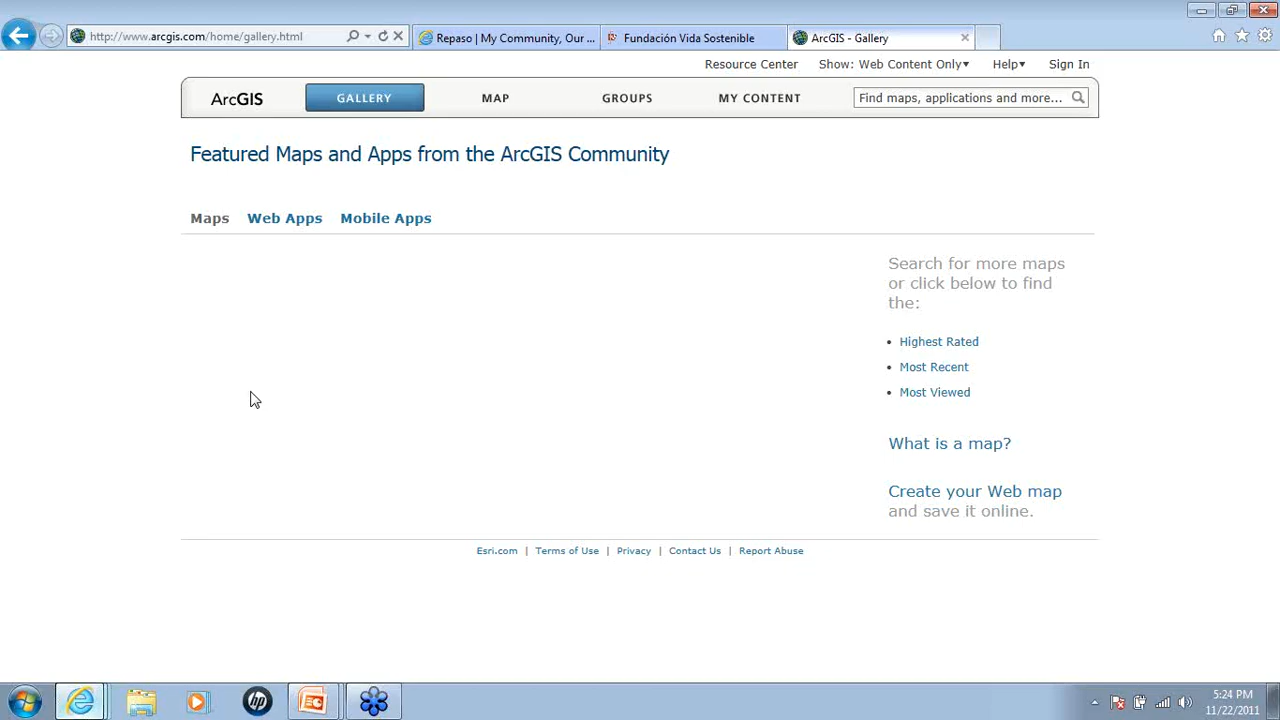 http://www.arcgis.com/home/gallery.html
Repaso | My Community, Our ...
Fundación Vida Sostenible
ArcGIS - Gallery
Resource Center
Show: Web Content Only
Help
Sign In
ArcGIS
GALLERY
MAP
GROUPS
MY CONTENT
Find maps, applications and more...
Featured Maps and Apps from the ArcGIS Community
Maps
Web Apps
Mobile Apps
Search for more maps
or click below to find
the:
Highest Rated
Most Recent
Most Viewed
What is a map?
Create your Web map
and save it online.
Esri.com | Terms of Use | Privacy | Contact Us | Report Abuse
hp
5:24 PM
11/22/2011